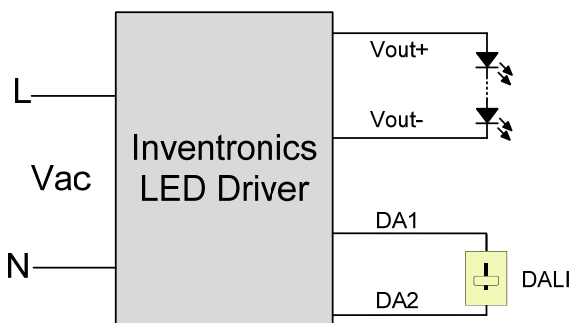 L
Vac
N
Inventronics
LED Driver
Vout+
Vout-
DA1
DA2
DALI